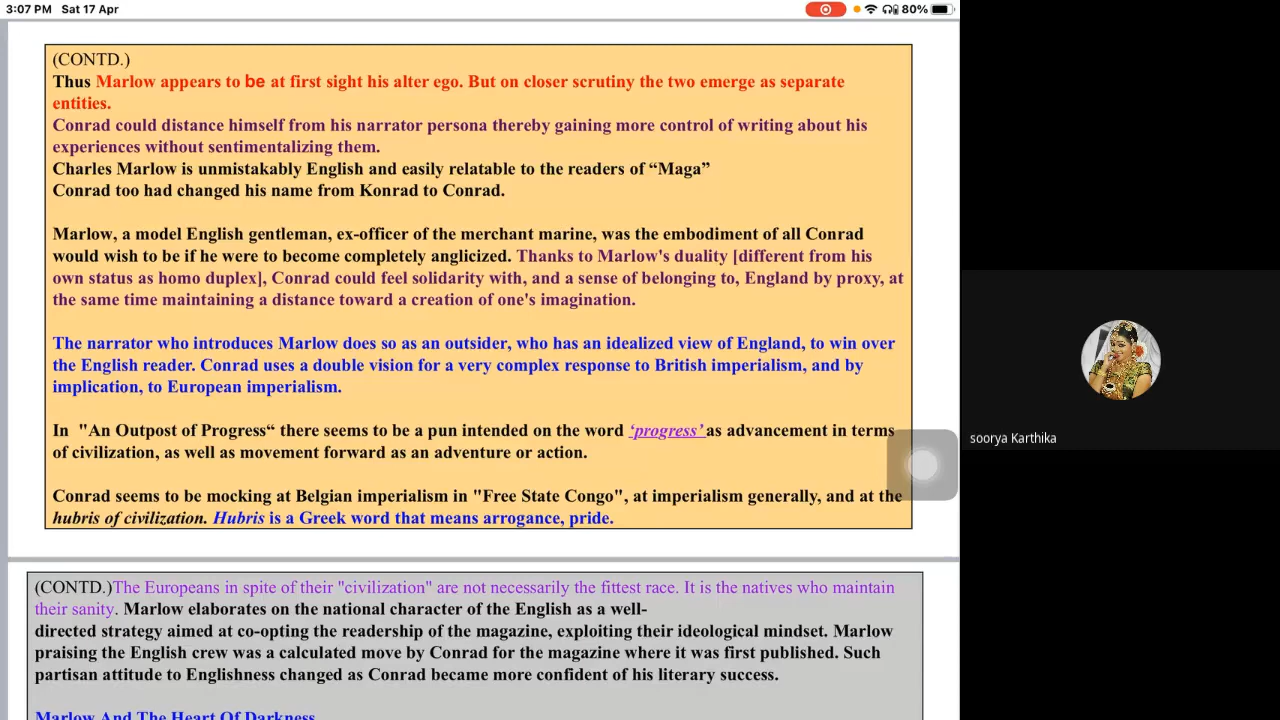 3:07 PM Sat 17 Apr
80%
(CONTD.)
Thus Marlow appears to be at first sight his alter ego. But on closer scrutiny the two emerge as separate
entities.
Conrad could distance himself from his narrator persona thereby gaining more control of writing about his
experiences without sentimentalizing them.
Charles Marlow is unmistakably English and easily relatable to the readers of “Maga”
Conrad too had changed his name from Konrad to Conrad.
Marlow, a model English gentleman, ex-officer of the merchant marine, was the embodiment of all Conrad
would wish to be if he were to become completely anglicized. Thanks to Marlow's duality [different from his
own status as homo duplex], Conrad could feel solidarity with, and a sense of belonging to, England by proxy, at
the same time maintaining a distance toward a creation of one's imagination.
The narrator who introduces Marlow does so as an outsider, who has an idealized view of England, to win over
the English reader. Conrad uses a double vision for a very complex response to British imperialism, and by
implication, to European imperialism.
In "An Outpost of Progress“ there seems to be a pun intended on the word ‘progress’ as advancement in terms
of civilization, as well as movement forward as an adventure or action.
Conrad seems to be mocking at Belgian imperialism in "Free State Congo", at imperialism generally, and at the
hubris of civilization. Hubris is a Greek word that means arrogance, pride.
soorya Karthika
(CONTD.)The Europeans in spite of their "civilization" are not necessarily the fittest race. It is the natives who maintain
their sanity. Marlow elaborates on the national character of the English as a well-
directed strategy aimed at co-opting the readership of the magazine, exploiting their ideological mindset. Marlow
praising the English crew was a calculated move by Conrad for the magazine where it was first published. Such
partisan attitude to Englishness changed as Conrad became more confident of his literary success.
Marlow And The Heart Of Darkness